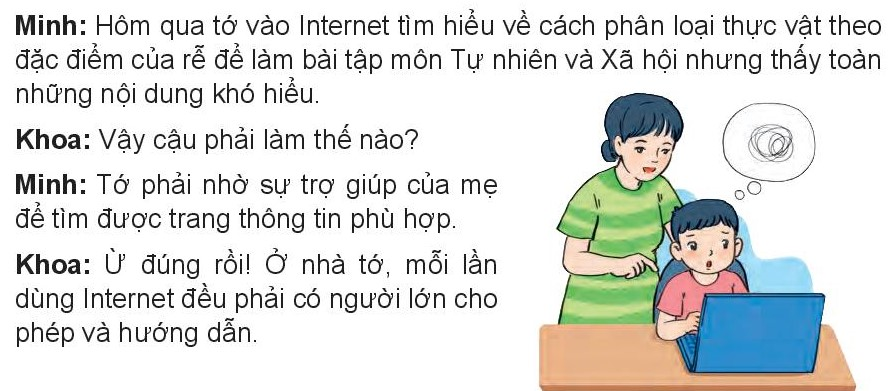 Minh: Hôm qua tớ vào Internet tìm hiểu về cách phân loại thực vật theo
đặc điểm của rễ để làm bài tập môn Tự nhiên và Xã hội nhưng thấy toàn
những nội dung khó hiểu.
Khoa: Vậy cậu phải làm thế nào?
Minh: Tớ phải nhờ sự trợ giúp của mẹ
để tìm được trang thông tin phù hợp.
Khoa: Ừ đúng rồi! Ở nhà tớ, mỗi lần
dùng Internet đều phải có người lớn cho
phép và hướng dẫn.